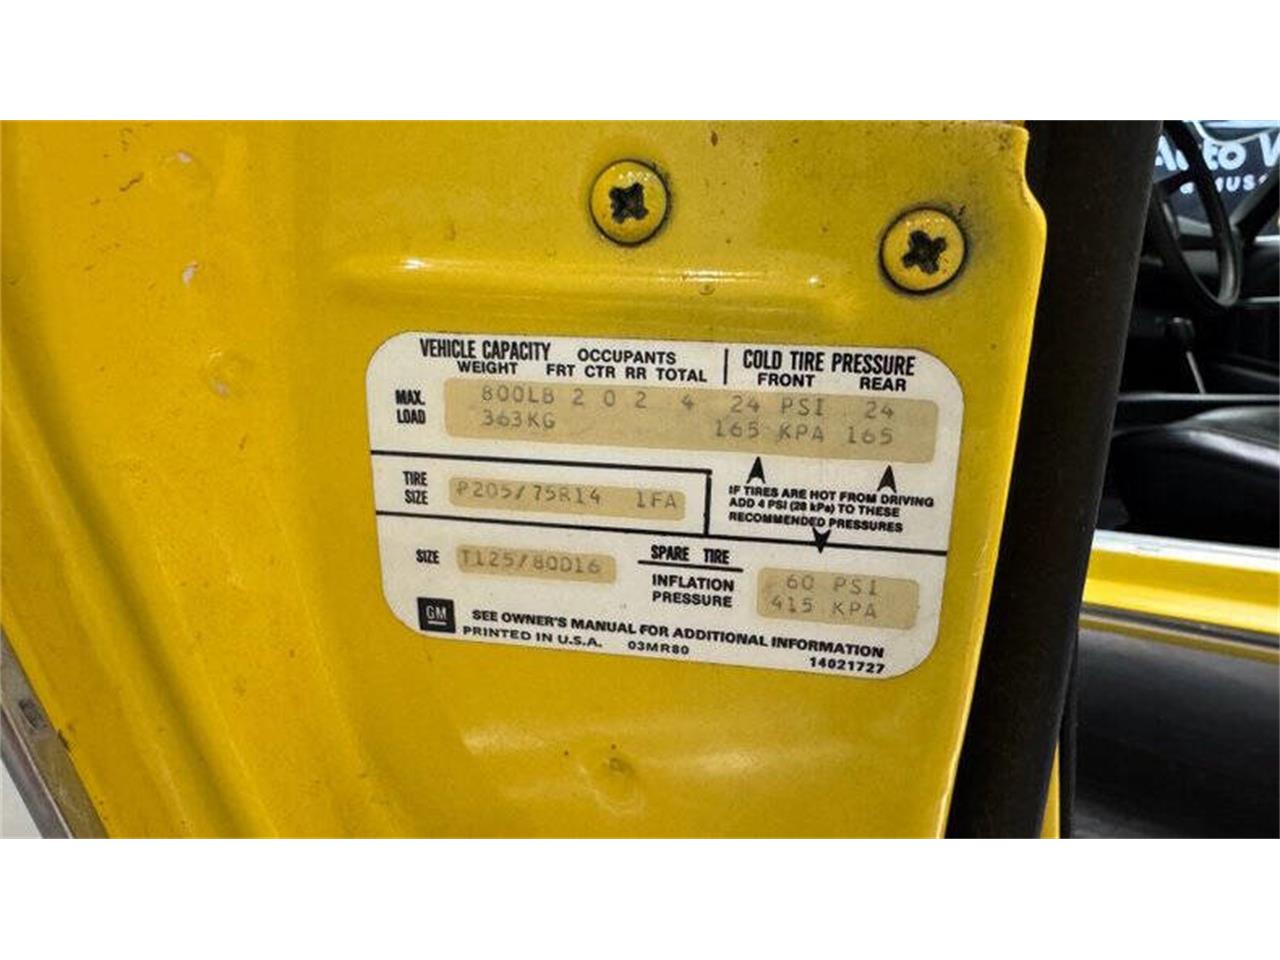 VEHICLE CAPACITY OCCUPANTS COLD TIRE PRESSURE
WEIGHT FRT CTR RR TOTAL FRONT REAR
MAX. LOAD
800LB 2 0 2 4 24 PSI 24
363KG 165 KPA 165
TIRE SIZE
P205/75R14 1FA
IF TIRES ARE HOT FROM DRIVING
ADD 4 PSI (28 kPa) TO THESE
RECOMMENDED PRESSURES
SIZE T125/80D16
SPARE TIRE
INFLATION
PRESSURE
60 PSI
415 KPA
GM
SEE OWNER'S MANUAL FOR ADDITIONAL INFORMATION
PRINTED IN U.S.A. 03MR80 14021727